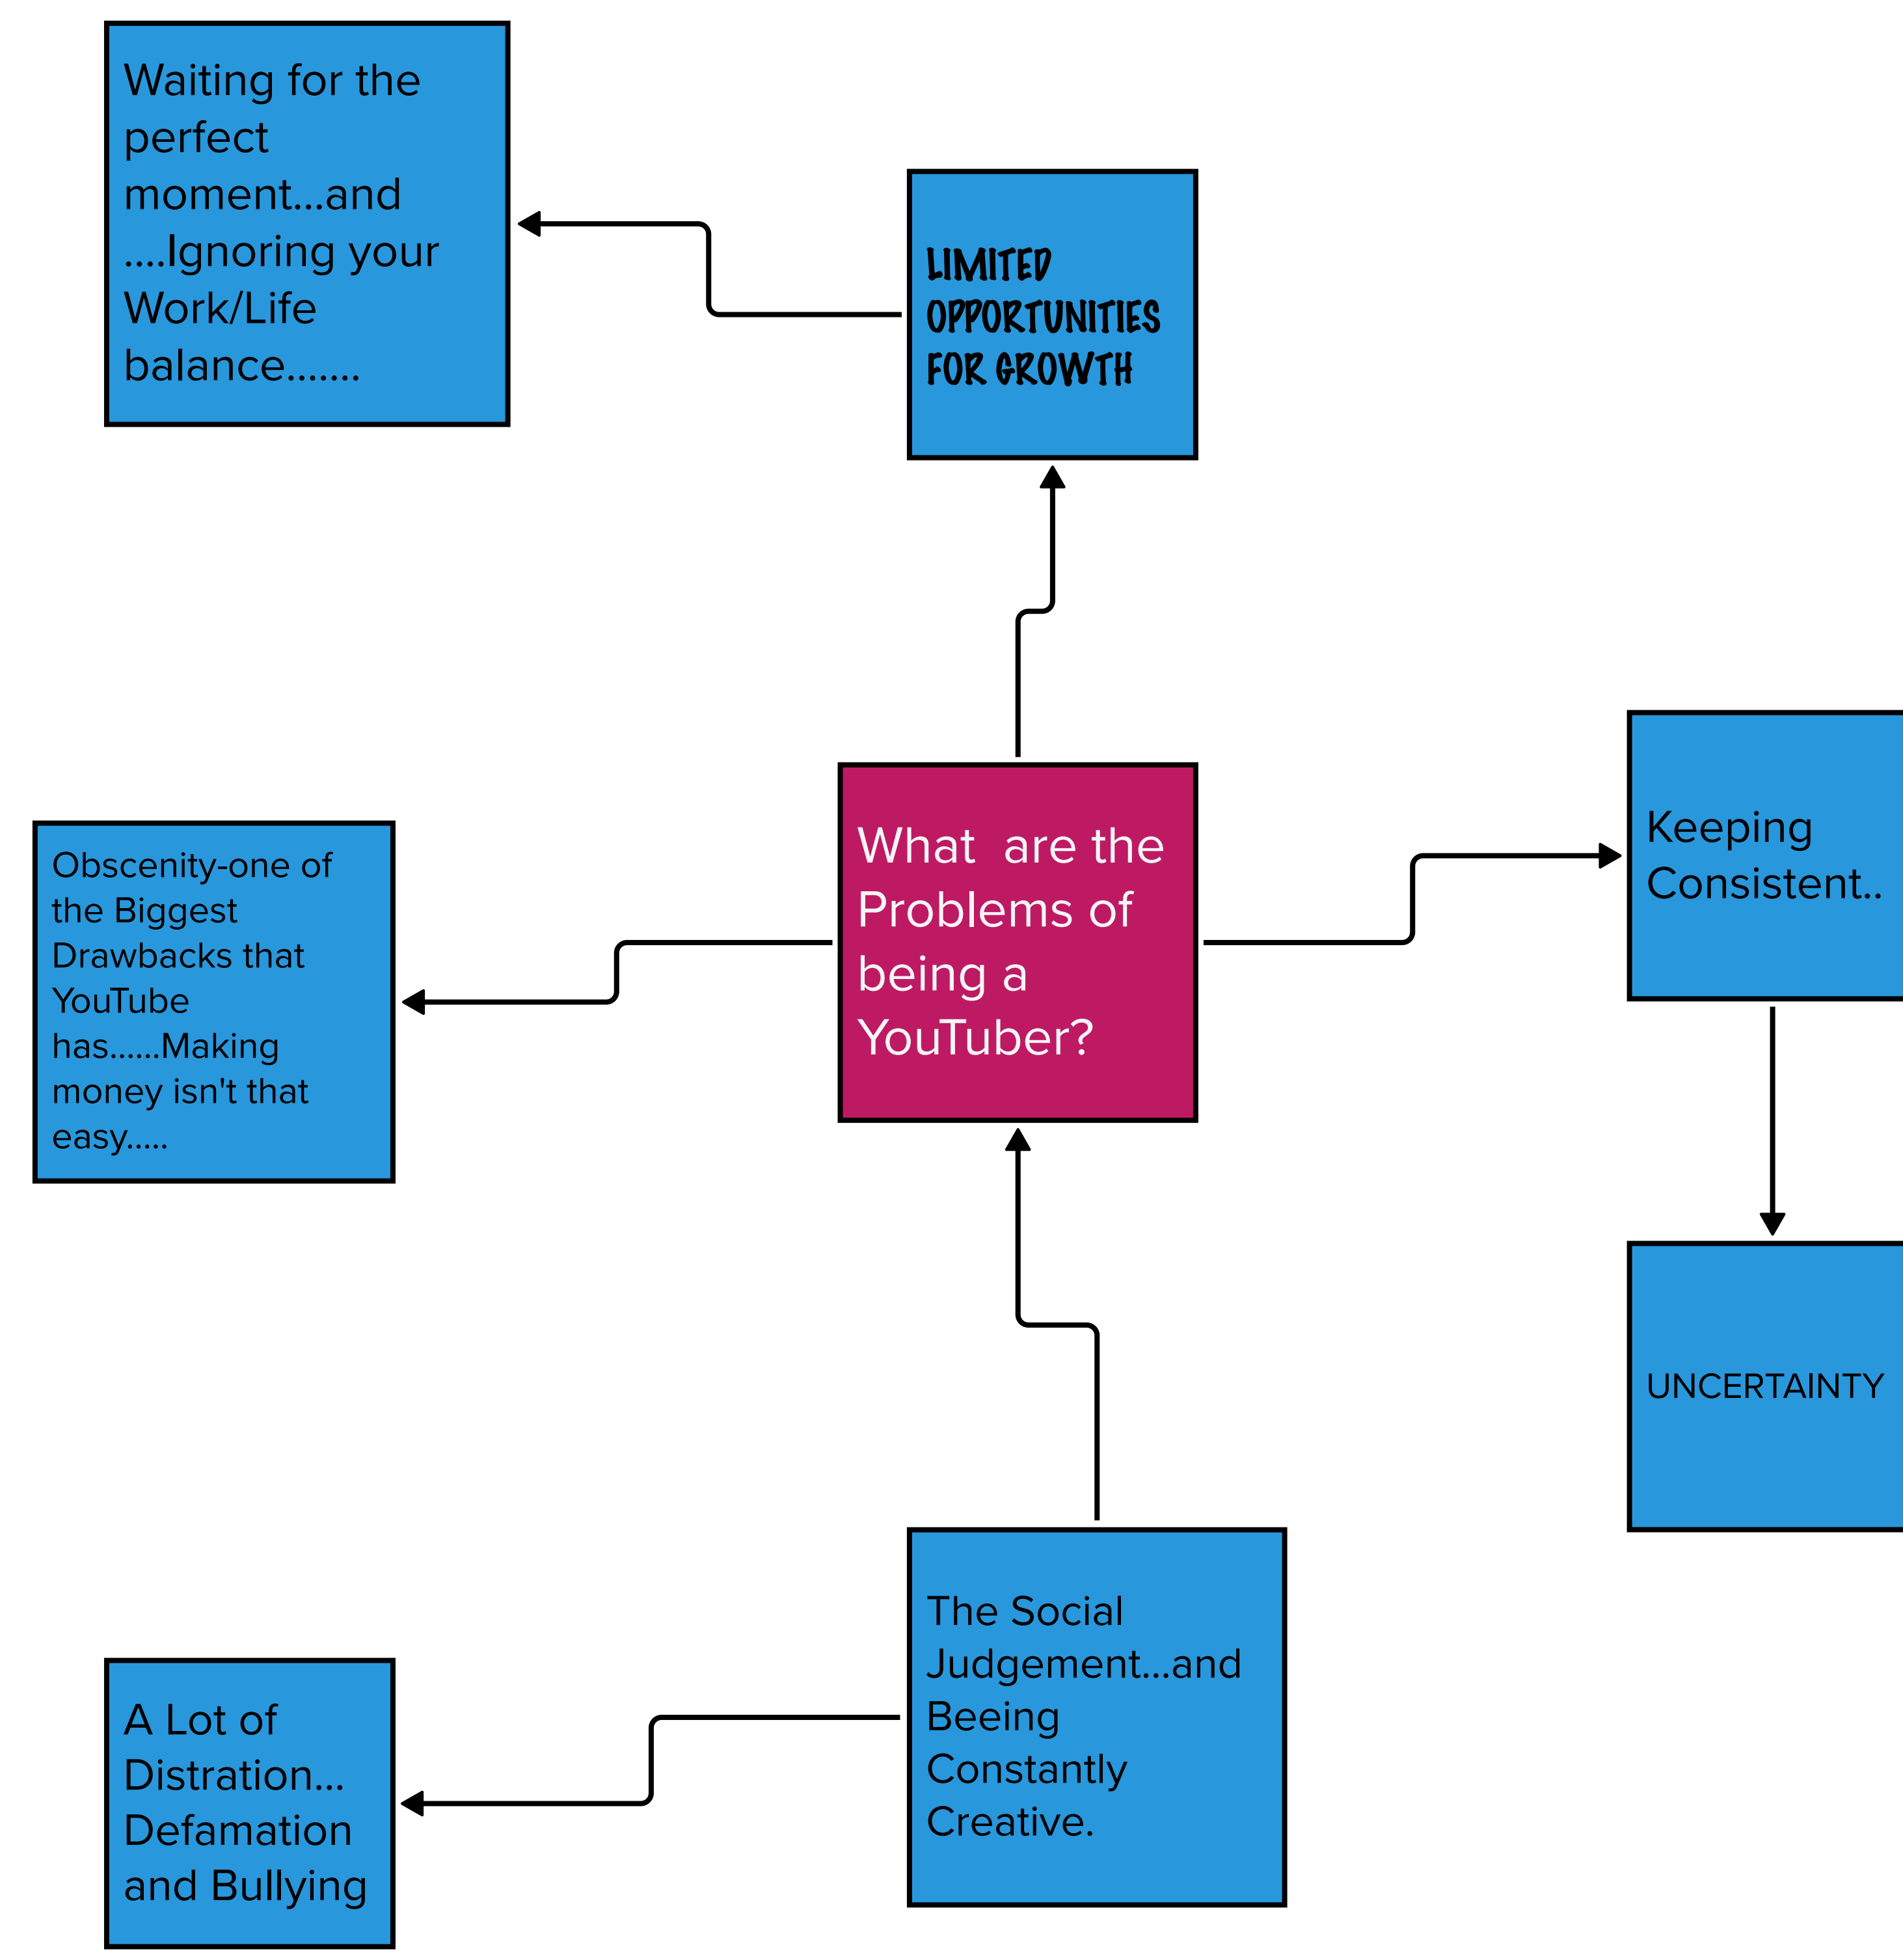 Waiting for the
perfect
moment...and
....Ignoring your
Work/Life
balance.......
LIMITED
OPPORTUNITIES
FOR GROWTH
What  are the
Problems of
being a
YouTuber?
Keeping
Consistent..
Obscenity-one of
the Biggest
Drawbacks that
YouTube
has......Making
money isn't that
easy.....
UNCERTAINTY
The Social
Judgement...and
Beeing
Constantly
Creative.
A Lot of
Distration...
Defamation
and Bullying